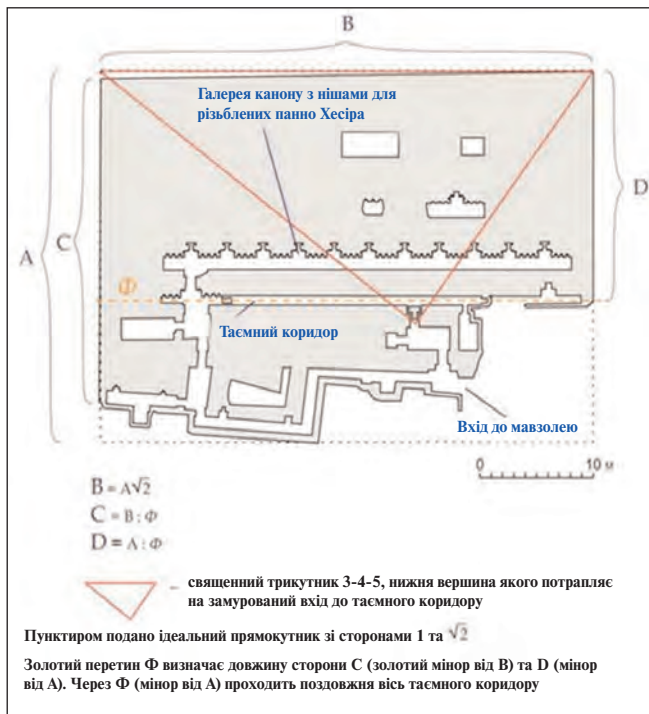 B
Галерея канону з нішами для
різьблених панно Хесіра
D
C
A
Φ
Таємний коридор
Вхід до мавзолею
0 10 м
B = A√2
C = B : Φ
D = A : Φ
– священний трикутник 3-4-5, нижня вершина якого потрапляє
на замурований вхід до таємного коридору
Пунктиром подано ідеальний прямокутник зі сторонами 1 та √2
Золотий перетин Ф визначає довжину сторони С (золотий мінор від В) та D (мінор
від А). Через Ф (мінор від А) проходить поздовжня вісь таємного коридору